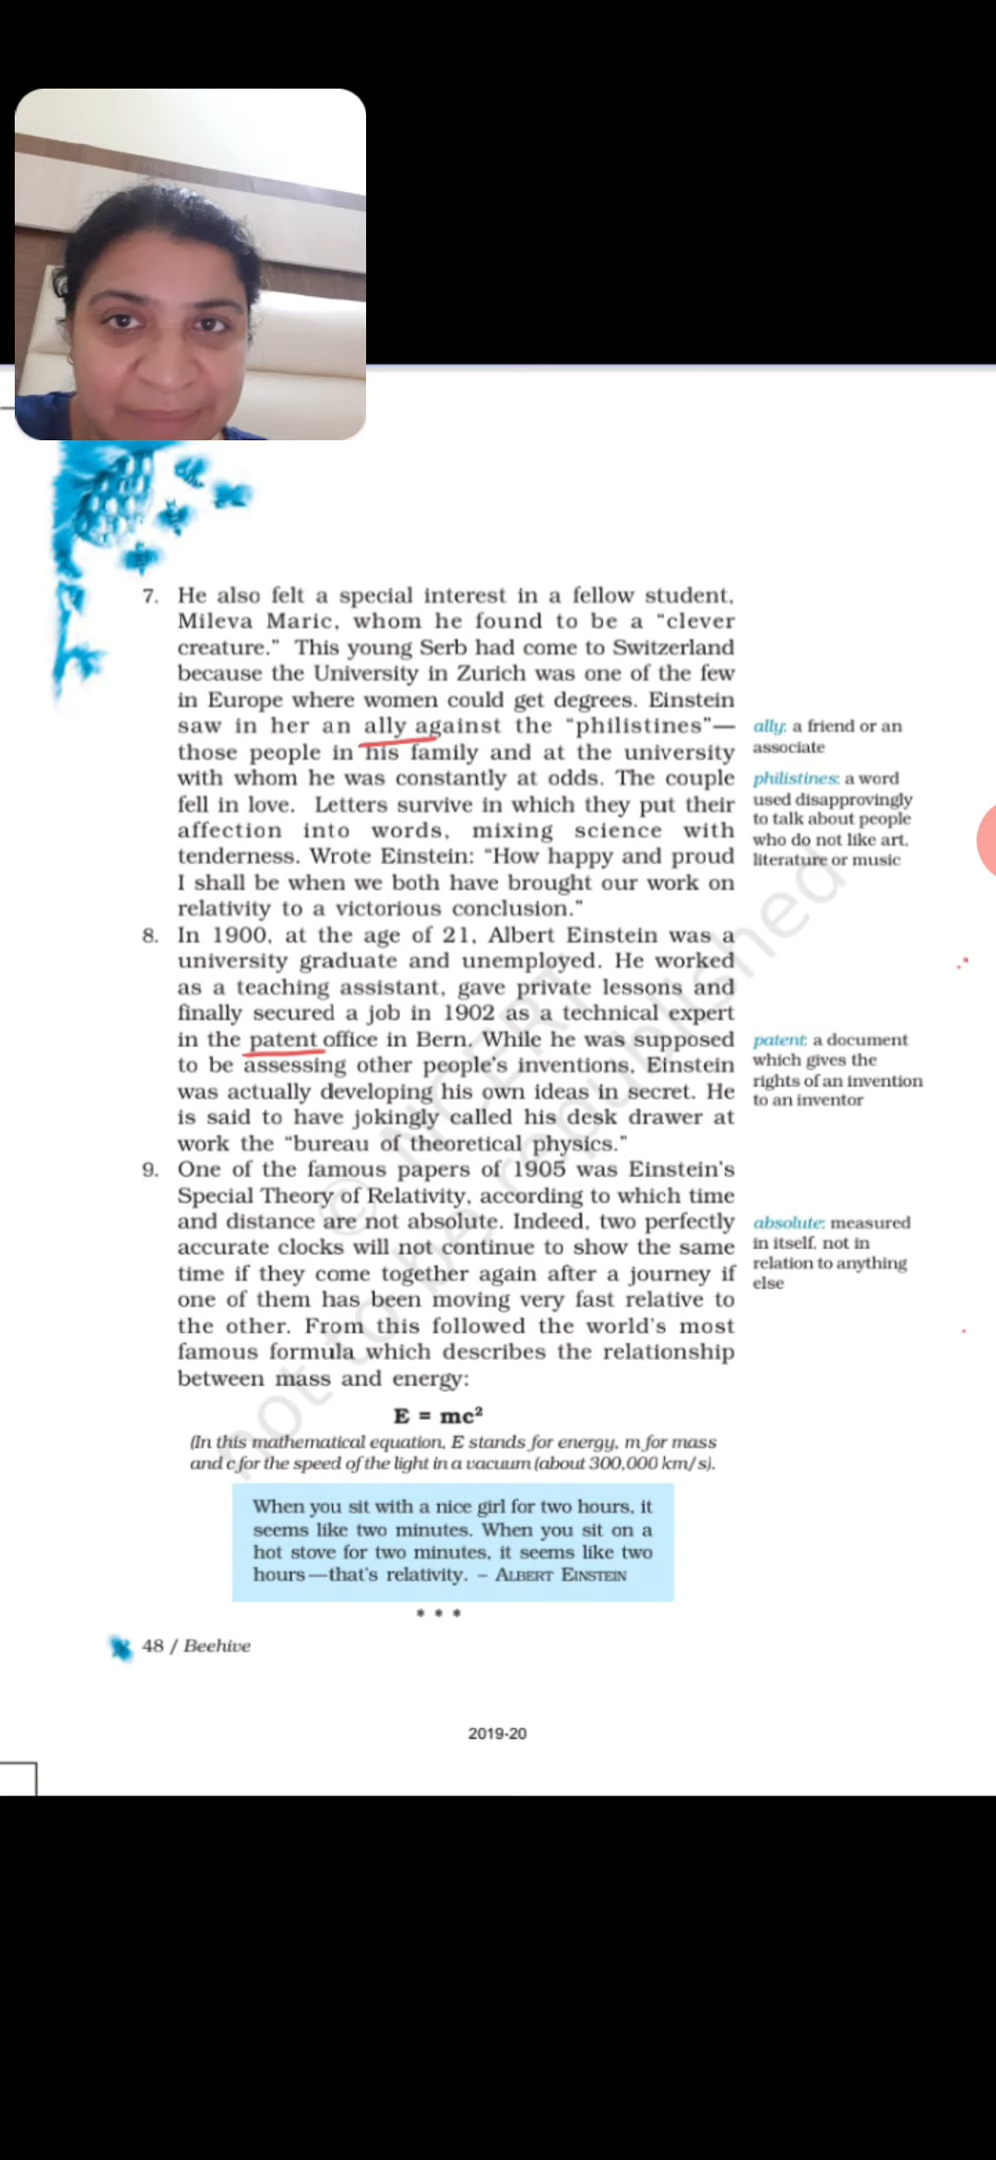 7. He also felt a special interest in a fellow student,
Mileva Maric, whom he found to be a "clever
creature." This young Serb had come to Switzerland
because the University in Zurich was one of the few
in Europe where women could get degrees. Einstein
saw in her an ally against the "philistines"—
those people in his family and at the university
with whom he was constantly at odds. The couple
fell in love. Letters survive in which they put their
affection into words, mixing science with
tenderness. Wrote Einstein: "How happy and proud
I shall be when we both have brought our work on
relativity to a victorious conclusion."
ally: a friend or an
associate
philistines: a word
used disapprovingly
to talk about people
who do not like art,
literature or music
8. In 1900, at the age of 21, Albert Einstein was a
university graduate and unemployed. He worked
as a teaching assistant, gave private lessons and
finally secured a job in 1902 as a technical expert
in the patent office in Bern. While he was supposed
to be assessing other people's inventions, Einstein
was actually developing his own ideas in secret. He
is said to have jokingly called his desk drawer at
work the "bureau of theoretical physics."
patent: a document
which gives the
rights of an invention
to an inventor
9. One of the famous papers of 1905 was Einstein's
Special Theory of Relativity, according to which time
and distance are not absolute. Indeed, two perfectly
accurate clocks will not continue to show the same
time if they come together again after a journey if
one of them has been moving very fast relative to
the other. From this followed the world's most
famous formula which describes the relationship
between mass and energy:
absolute: measured
in itself, not in
relation to anything
else
E = mc²
(In this mathematical equation, E stands for energy, m for mass
and c for the speed of the light in a vacuum (about 300,000 km/s).
When you sit with a nice girl for two hours, it
seems like two minutes. When you sit on a
hot stove for two minutes, it seems like two
hours—that's relativity. – ALBERT EINSTEIN
* * *
48 / Beehive
2019-20
© NCERT
not to be republished